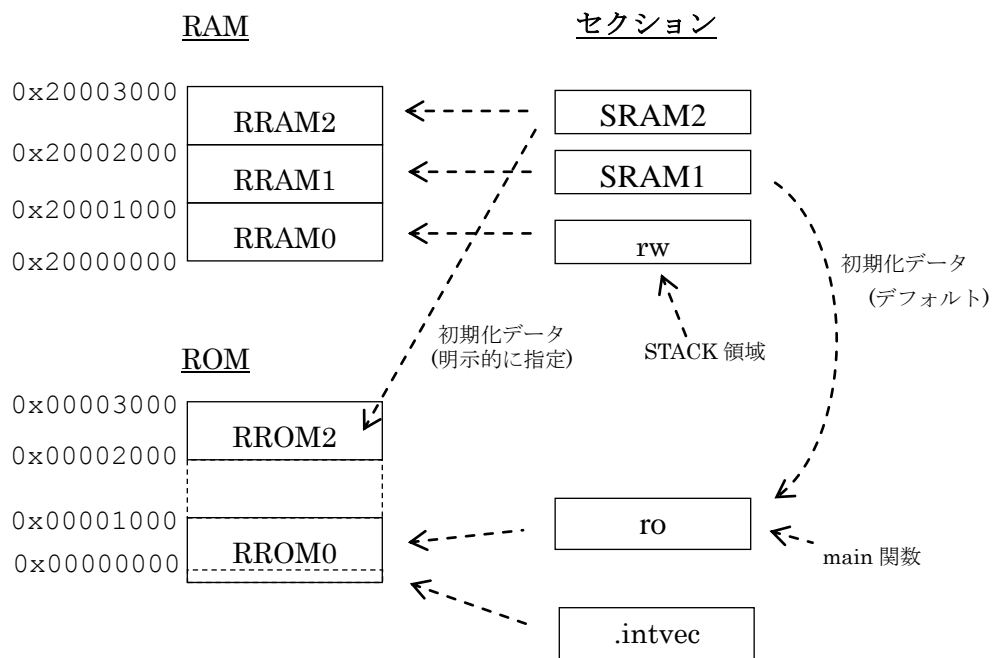 RAM
セクション
0x20003000
RRAM2
SRAM2
0x20002000
RRAM1
SRAM1
0x20001000
RRAM0
rw
0x20000000
初期化データ
(デフォルト)
初期化データ
(明示的に指定)
STACK 領域
ROM
0x00003000
RROM2
0x00002000
0x00001000
ro
RROM0
0x00000000
main 関数
.intvec